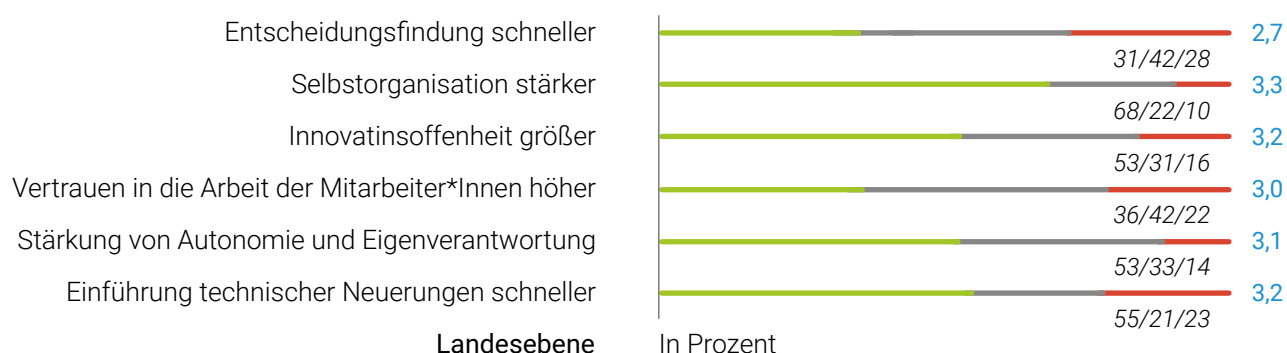 Entscheidungsfindung schneller 2,7
31/42/28
Selbstorganisation stärker 3,3
68/22/10
Innovatinsoffenheit größer 3,2
53/31/16
Vertrauen in die Arbeit der Mitarbeiter*Innen höher 3,0
36/42/22
Stärkung von Autonomie und Eigenverantwortung 3,1
53/33/14
Einführung technischer Neuerungen schneller 3,2
55/21/23
Landesebene In Prozent